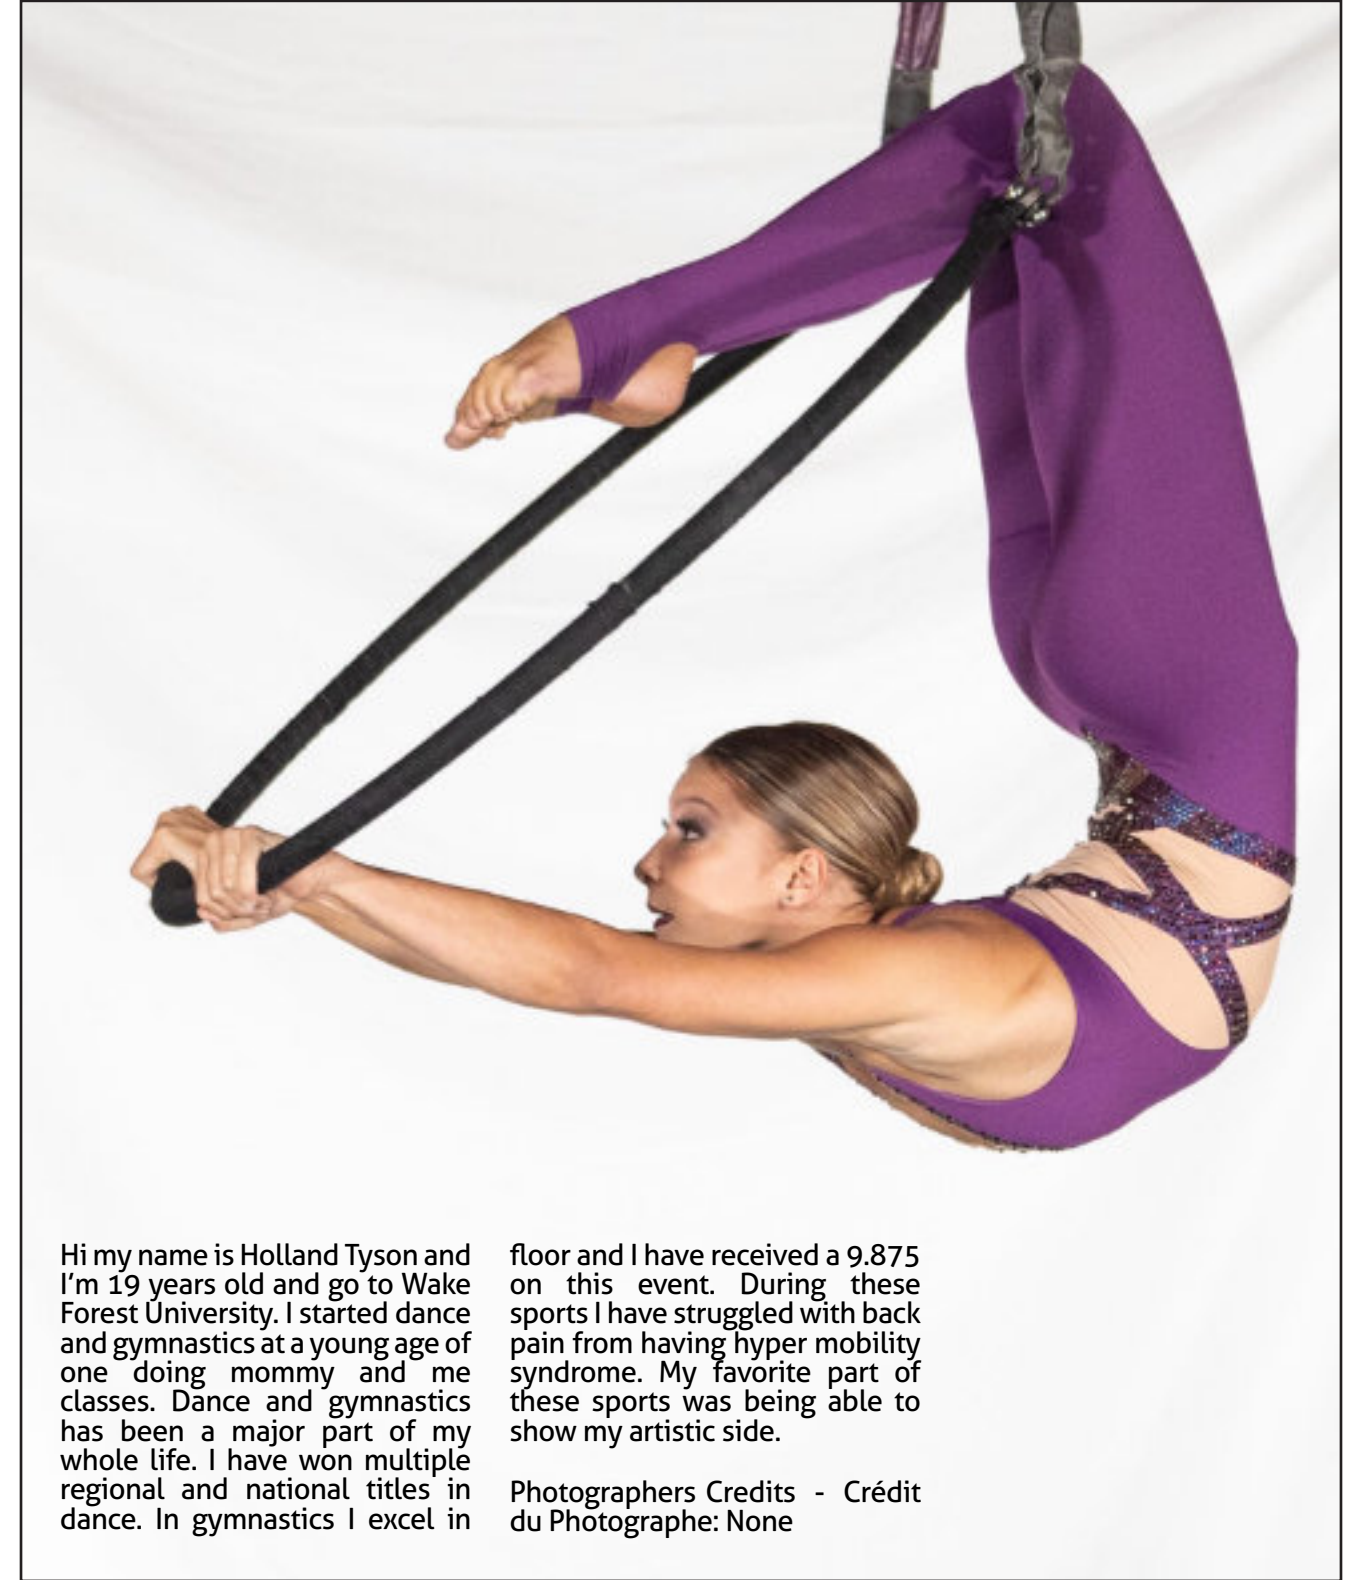 Hi my name is Holland Tyson and
I'm 19 years old and go to Wake
Forest University. I started dance
and gymnastics at a young age of
one doing mommy and me
classes. Dance and gymnastics
has been a major part of my
whole life. I have won multiple
regional and national titles in
dance. In gymnastics I excel in
floor and I have received a 9.875
on this event. During these
sports I have struggled with back
pain from having hyper mobility
syndrome. My favorite part of
these sports was being able to
show my artistic side.
Photographers Credits - Crédit
du Photographe: None